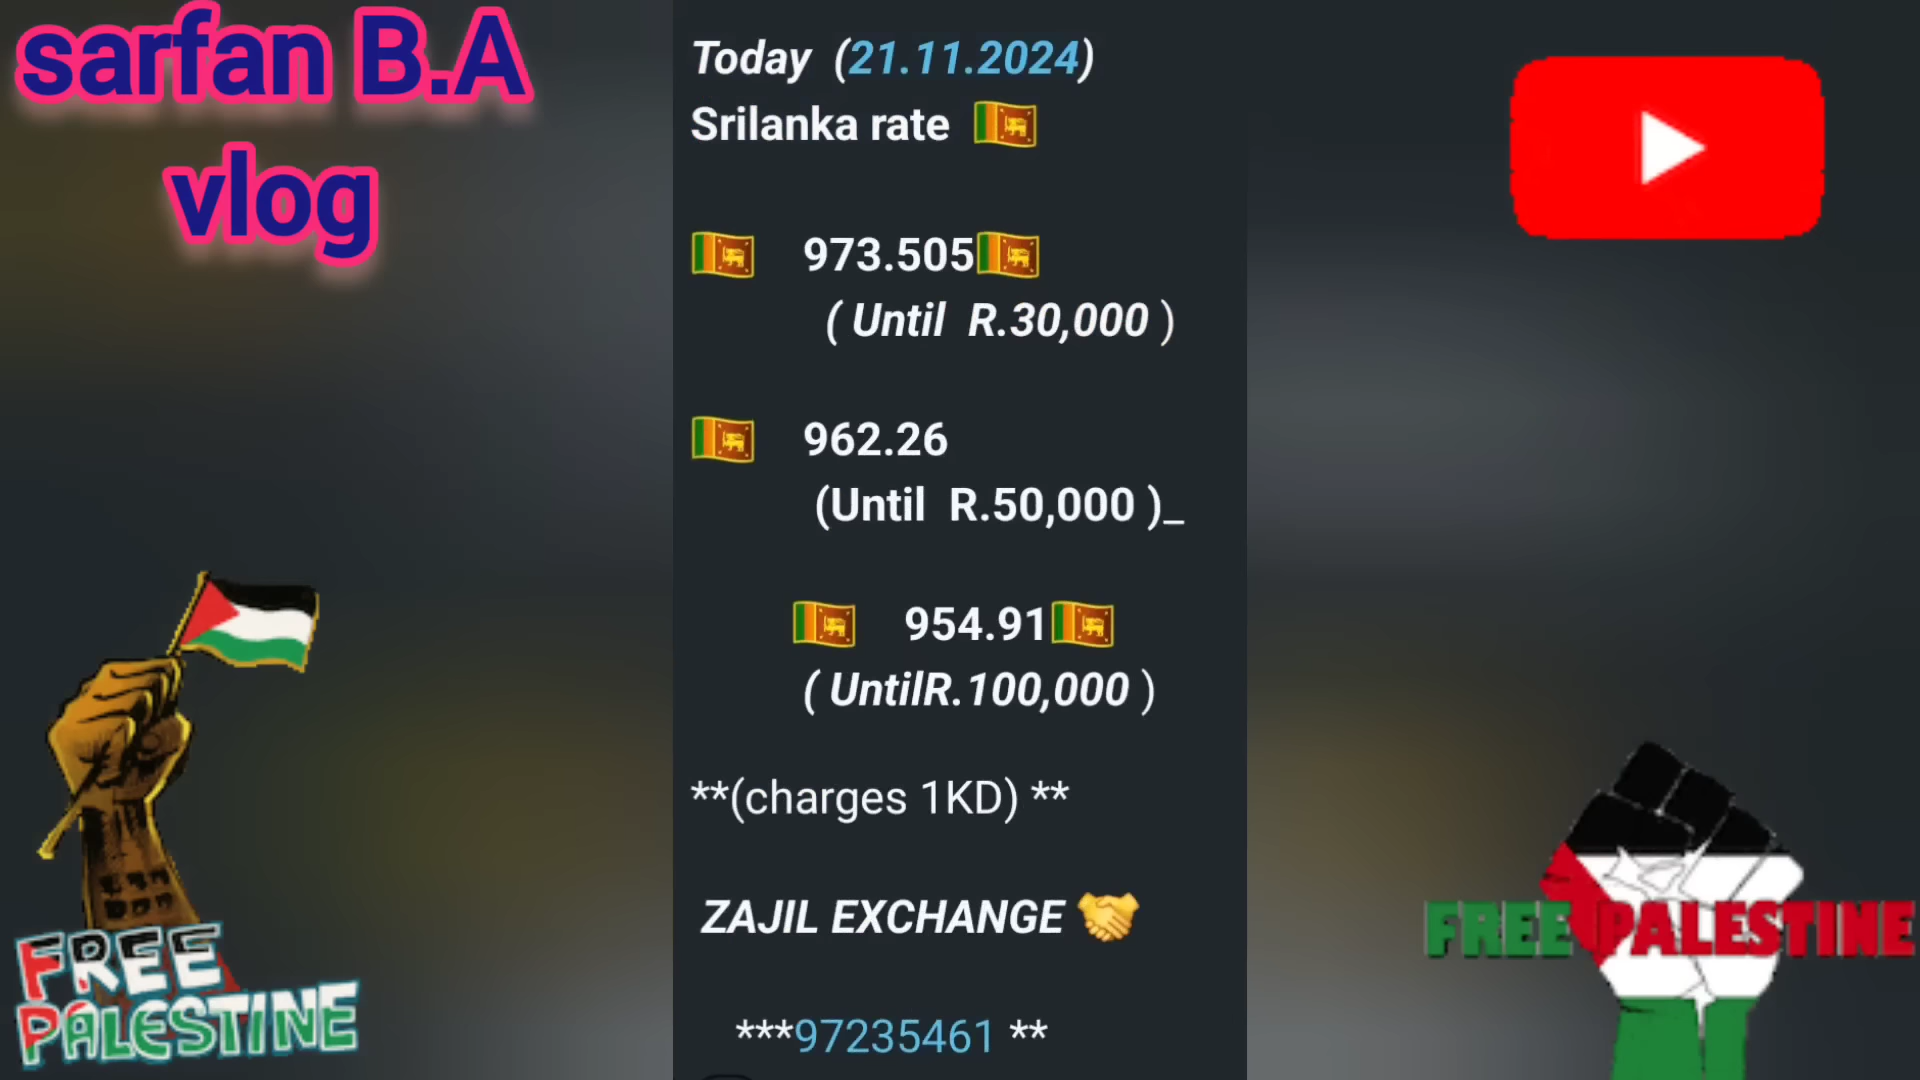 sarfan B.A
vlog
Today (21.11.2024)
Srilanka rate
973.505
( Until R.30,000 )
962.26
(Until R.50,000 )_
954.91
( UntilR.100,000 )
**(charges 1KD) **
ZAJIL EXCHANGE
***97235461 **
FREE
PALESTINE
FREE PALESTINE